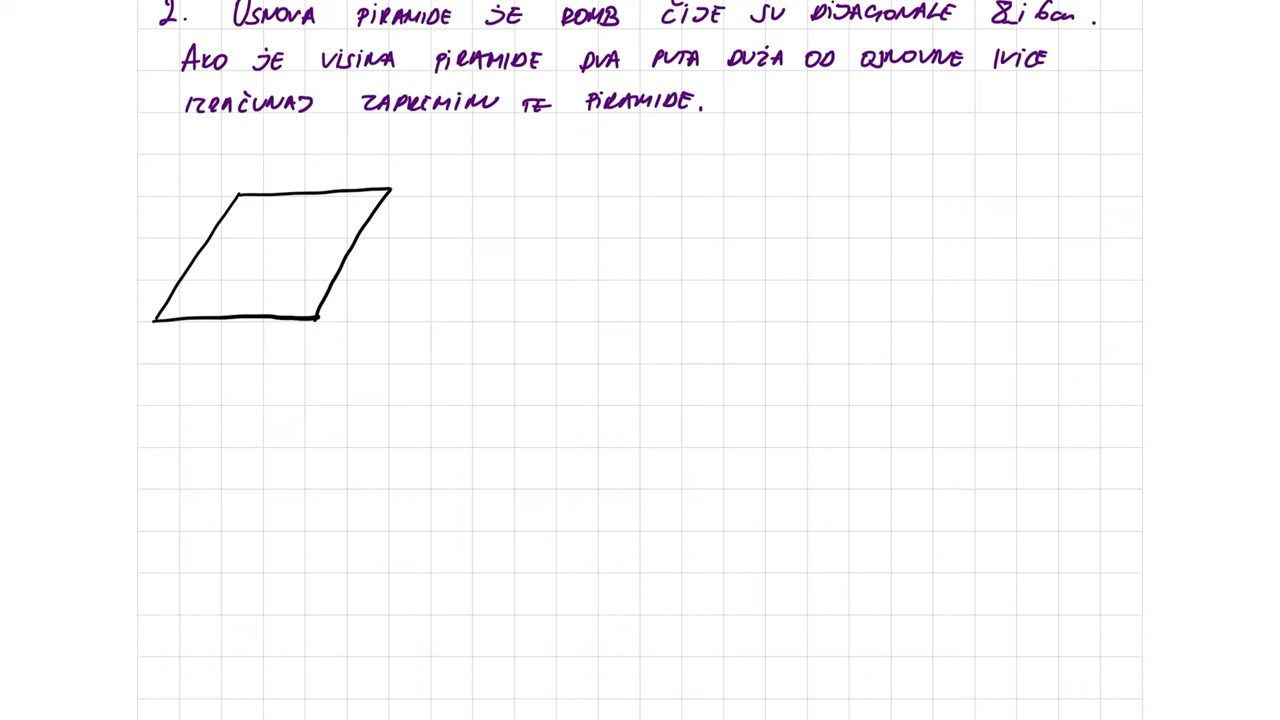 2. OSNOVA PIRAMIDE JE ROMB ČIJE SU DIJAGONALE 8 i 6cm.
AKO JE VISINA PIRAMIDE DVA PUTA DUŽA OD OSNOVNE IVICE
IZRAČUNAJ ZAPREMINU TE PIRAMIDE.